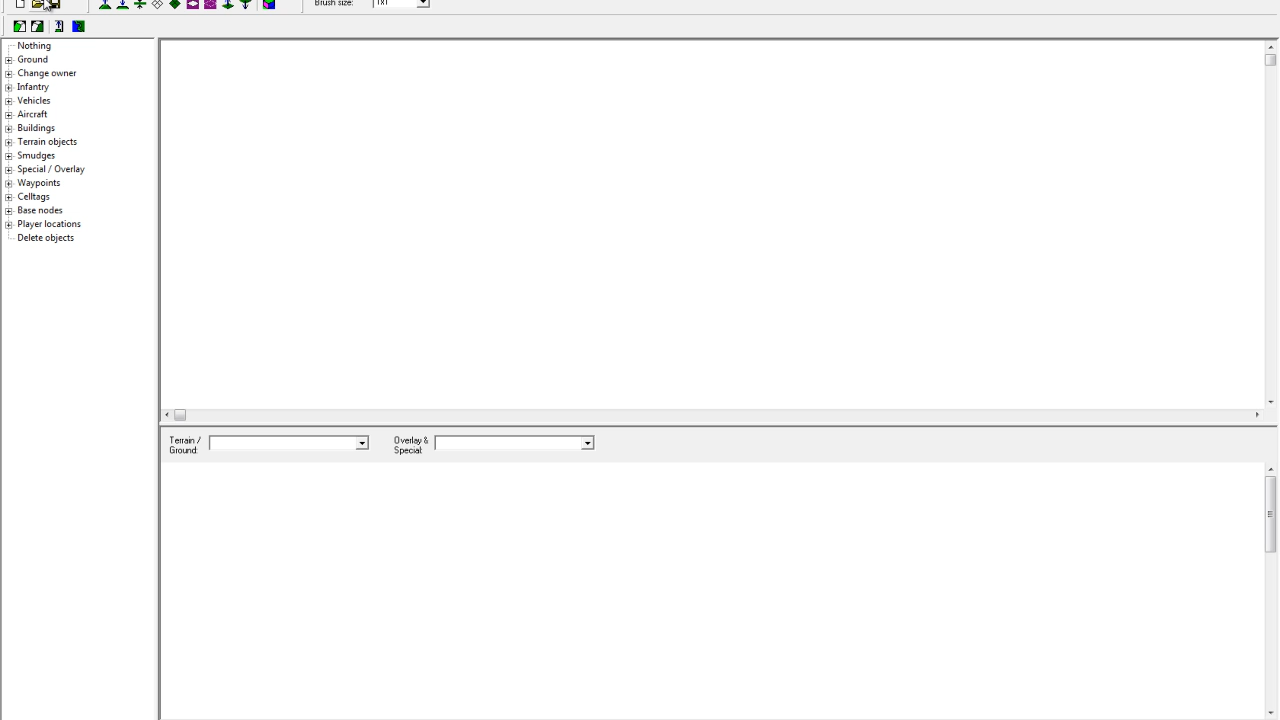 Brush size: 1x1
Nothing
Ground
Change owner
Infantry
Vehicles
Aircraft
Buildings
Terrain objects
Smudges
Special / Overlay
Waypoints
Celltags
Base nodes
Player locations
Delete objects
Terrain /
Ground:
Overlay &
Special: